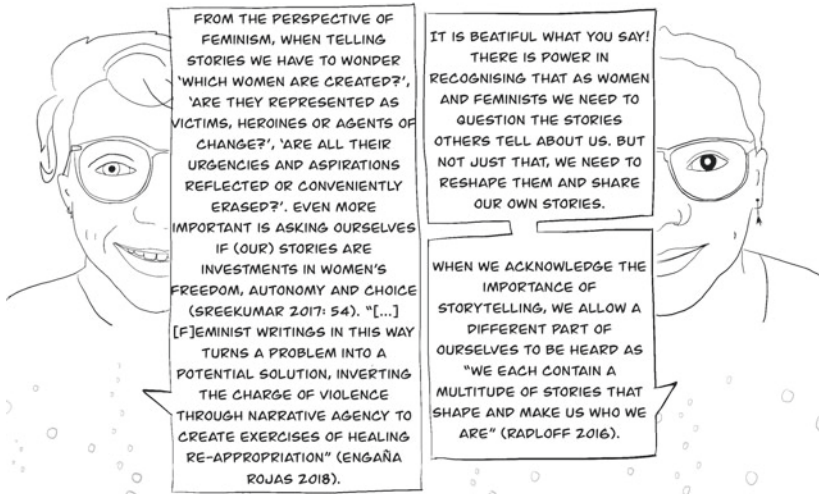 FROM THE PERSPECTIVE OF
FEMINISM, WHEN TELLING
STORIES WE HAVE TO WONDER
‘WHICH WOMEN ARE CREATED?’,
‘ARE THEY REPRESENTED AS
VICTIMS, HEROINES OR AGENTS OF
CHANGE?’, ‘ARE ALL THEIR
URGENCIES AND ASPIRATIONS
REFLECTED OR CONVENIENTLY
ERASED?’. EVEN MORE
IMPORTANT IS ASKING OURSELVES
IF (OUR) STORIES ARE
INVESTMENTS IN WOMEN'S
FREEDOM, AUTONOMY AND CHOICE
(SREEKUMAR 2017: 54). “[...]
[F]EMINIST WRITINGS IN THIS WAY
TURNS A PROBLEM INTO A
POTENTIAL SOLUTION, INVERTING
THE CHARGE OF VIOLENCE
THROUGH NARRATIVE AGENCY TO
CREATE EXERCISES OF HEALING
RE-APPROPRIATION” (ENGAÑA
ROJAS 2018).
IT IS BEATIFUL WHAT YOU SAY!
THERE IS POWER IN
RECOGNISING THAT AS WOMEN
AND FEMINISTS WE NEED TO
QUESTION THE STORIES
OTHERS TELL ABOUT US. BUT
NOT JUST THAT, WE NEED TO
RESHAPE THEM AND SHARE
OUR OWN STORIES.
WHEN WE ACKNOWLEDGE THE
IMPORTANCE OF
STORYTELLING, WE ALLOW A
DIFFERENT PART OF
OURSELVES TO BE HEARD AS
“WE EACH CONTAIN A
MULTITUDE OF STORIES THAT
SHAPE AND MAKE US WHO WE
ARE” (RADLOFF 2016).